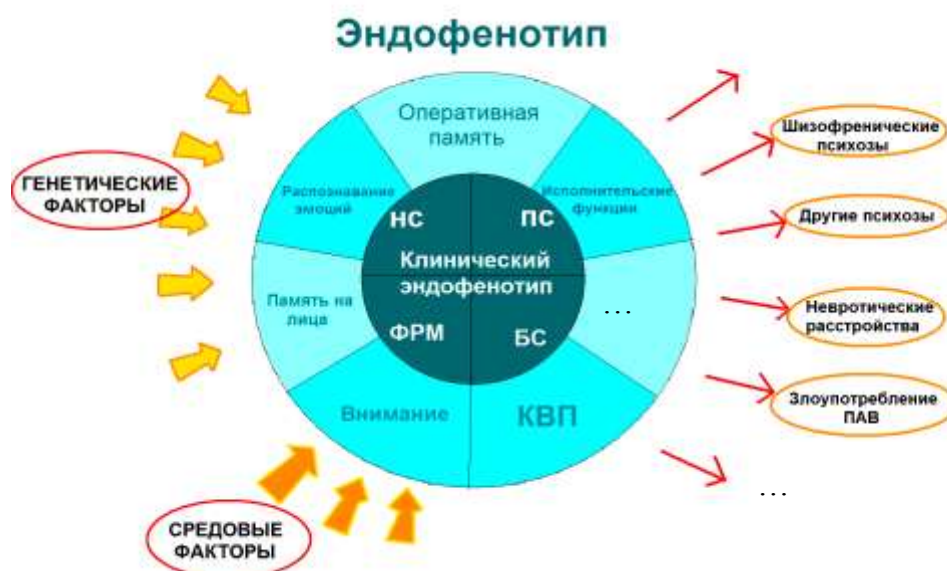 Эндофенотип
Оперативная
память
Распознавание
эмоций
Исполнительские
функции
НС
ПС
Клинический
эндофенотип
ФРМ
БС
Память на
лица
...
Внимание
КВП
ГЕНЕТИЧЕСКИЕ
ФАКТОРЫ
СРЕДОВЫЕ
ФАКТОРЫ
Шизофренические
психозы
Другие психозы
Невротические
расстройства
Злоупотребление
ПАВ
...